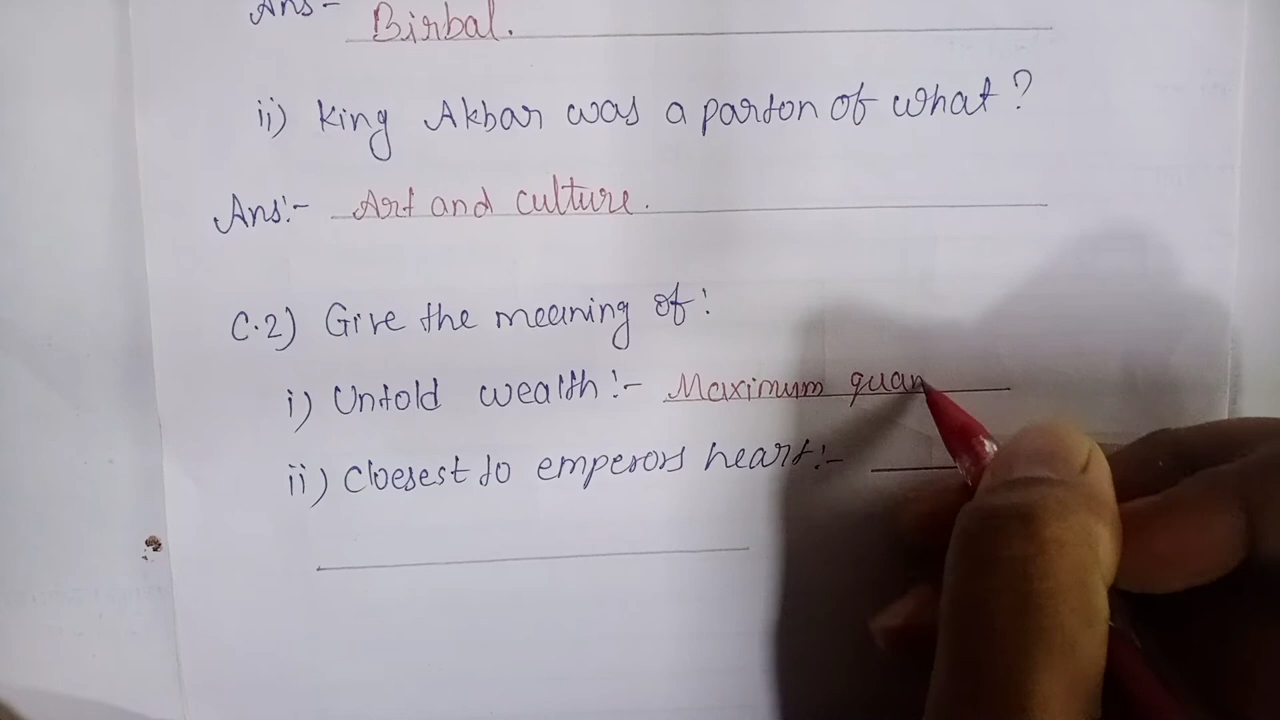 Ans- Birbal.
ii) King Akbar was a parton of what?
Ans:- Art and culture.
C.2) Give the meaning of:
i) Untold wealth:- Maximum quan
ii) Cloesest to emperors heart:-